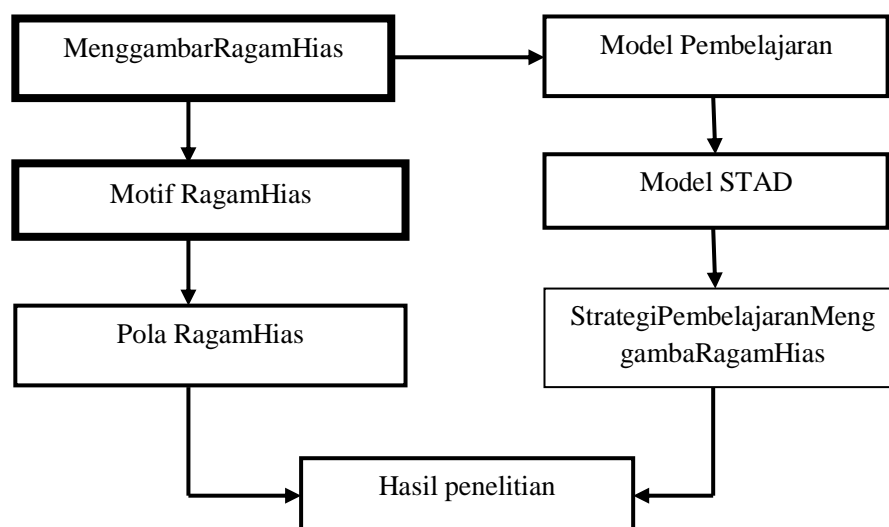 MenggambarRagamHias
Model Pembelajaran
Motif RagamHias
Model STAD
Pola RagamHias
StrategiPembelajaranMeng
gambaRagamHias
Hasil penelitian